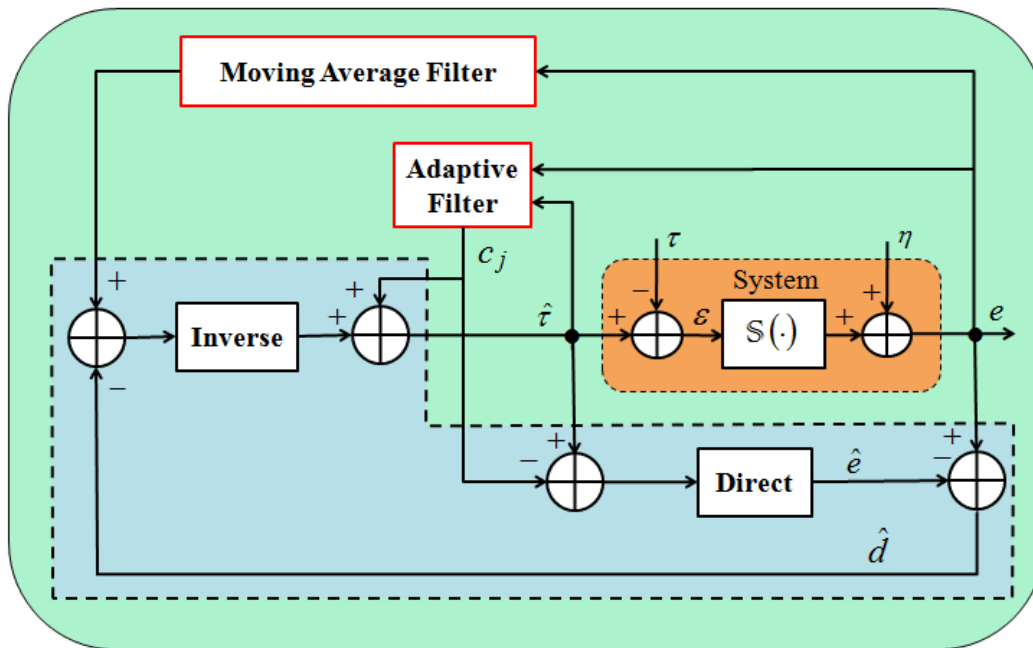 Moving Average Filter
Adaptive
Filter
c_j
τ
η
System
+
+
+
−
+
+
+
Inverse
τ̂
ε
𝕊(·)
e
−
+
−
+
−
Direct
ê
d̂